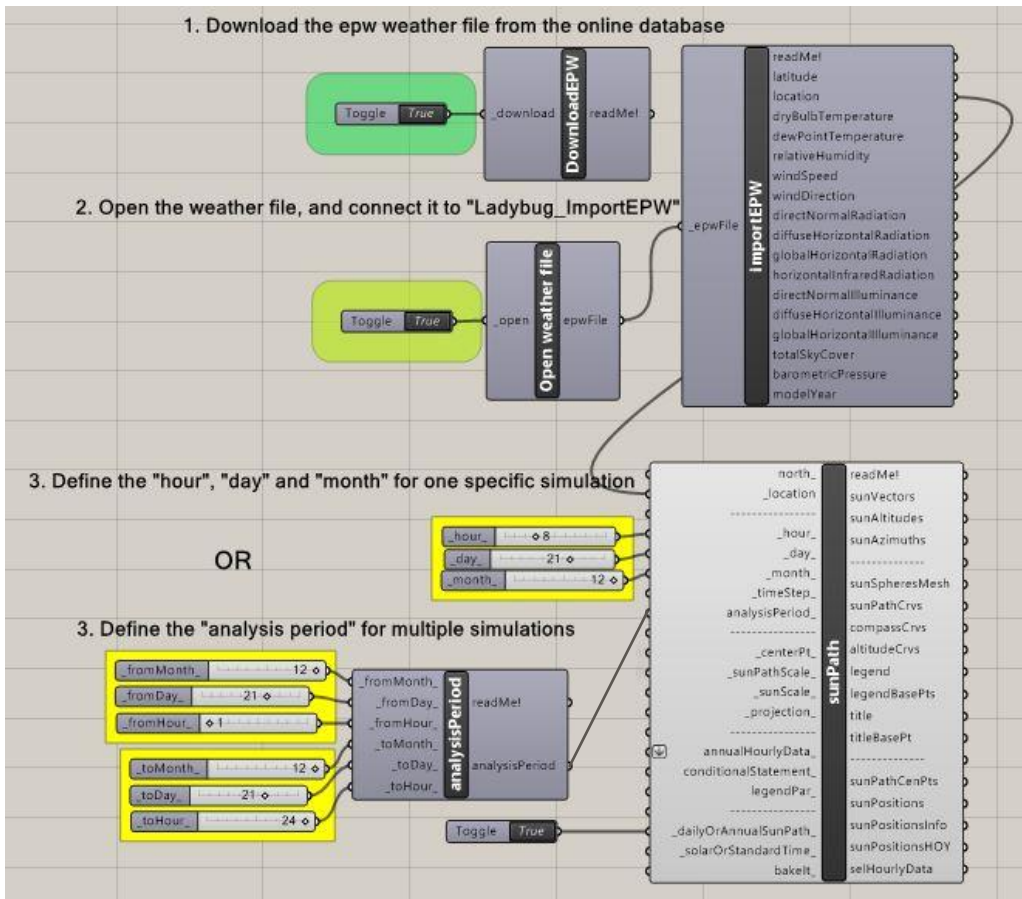 1. Download the epw weather file from the online database
Toggle True
_download
DownloadEPW
readMe!
2. Open the weather file, and connect it to "Ladybug_ImportEPW"
Toggle True
_open
Open weather file
epwFile
_epwFile
importEPW
readMe!
latitude
location
dryBulbTemperature
dewPointTemperature
relativeHumidity
windSpeed
windDirection
directNormalRadiation
diffuseHorizontalRadiation
globalHorizontalRadiation
horizontalInfraredRadiation
directNormalIlluminance
diffuseHorizontalIlluminance
globalHorizontalIlluminance
totalSkyCover
barometricPressure
modelYear
3. Define the "hour", "day" and "month" for one specific simulation
_hour_ 8
_day_ 21
_month_ 12
OR
3. Define the "analysis period" for multiple simulations
_fromMonth_ 12
_fromDay_ 21
_fromHour_ 1
_toMonth_ 12
_toDay_ 21
_toHour_ 24
_fromMonth_
_fromDay_
_fromHour_
_toMonth_
_toDay_
_toHour_
analysisPeriod
readMe!
analysisPeriod
Toggle True
north_
_location
--------------
_hour_
_day_
_month_
_timeStep_
analysisPeriod_
--------------
_centerPt_
_sunPathScale_
_sunScale_
_projection_
--------------
annualHourlyData_
conditionalStatement_
legendPar_
--------------
_dailyOrAnnualSunPath_
_solarOrStandardTime_
bakeIt_
sunPath
readMe!
sunVectors
sunAltitudes
sunAzimuths
------------
sunSpheresMesh
sunPathCrvs
compassCrvs
altitudeCrvs
legend
legendBasePts
title
titleBasePt
------------
sunPathCenPts
sunPositions
sunPositionsInfo
sunPositionsHOY
selHourlyData